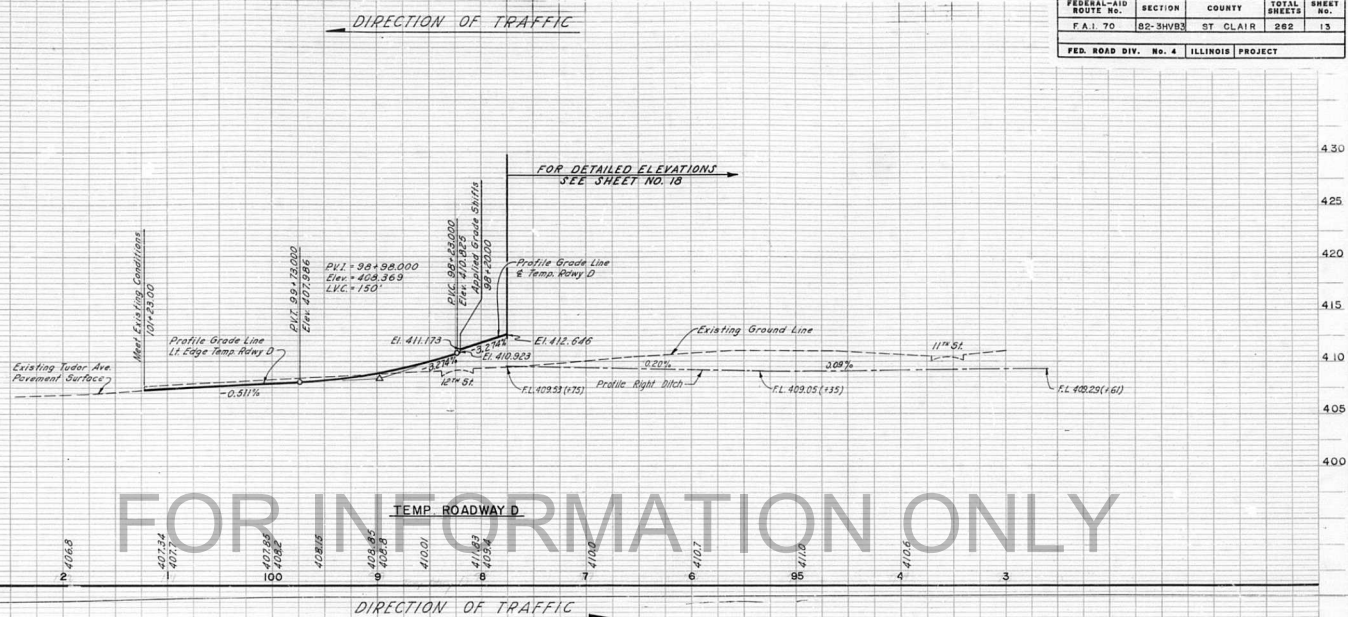 DIRECTION OF TRAFFIC
FEDERAL-AID ROUTE No. SECTION COUNTY TOTAL SHEETS SHEET No.
F.A.I. 70 82-3HVB3 ST CLAIR 262 13
FED. ROAD DIV. No. 4 ILLINOIS PROJECT
430
425
420
415
410
405
400
FOR DETAILED ELEVATIONS
SEE SHEET NO. 18
Meet Existing Conditions
101+23.00
P.V.T. 99+73.000
Elev. 407.986
P.V.I. = 98+98.000
Elev. = 408.369
L.V.C. = 150'
P.V.C. 98+23.000
Elev. 410.825
Applied Grade Shifts
98+20.00
Profile Grade Line
₵ Temp. Rdwy D
Profile Grade Line
Lt. Edge Temp. Rdwy D
Existing Tudor Ave.
Pavement Surface
-0.511%
El. 411.173
-3.274%
El. 412.646
El. 410.923
3.274%
12TH St.
Existing Ground Line
11TH St.
0.20%
0.09%
Profile Right Ditch
F.L. 409.53 (+75)
F.L. 409.05 (+35)
F.L. 409.29 (+61)
TEMP. ROADWAY D
FOR INFORMATION ONLY
406.8
407.34
407.7
407.85
408.2
408.15
408.85
408.8
410.01
411.83
409.4
410.0
410.7
411.0
410.6
2 1 100 9 8 7 6 95 4 3
DIRECTION OF TRAFFIC